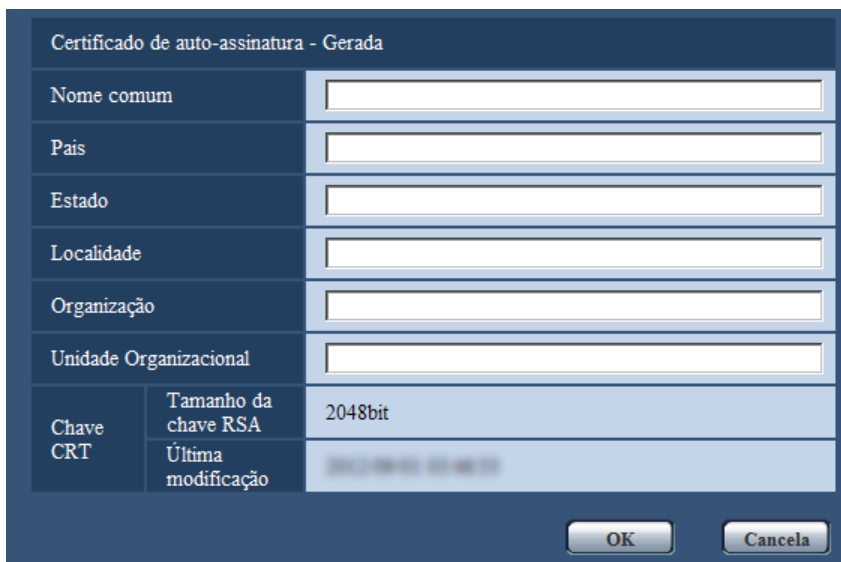 Certificado de auto-assinatura - Gerada
Nome comum
Pais
Estado
Localidade
Organização
Unidade Organizacional
Chave
CRT
Tamanho da
chave RSA
2048bit
Última
modificação
OK
Cancela